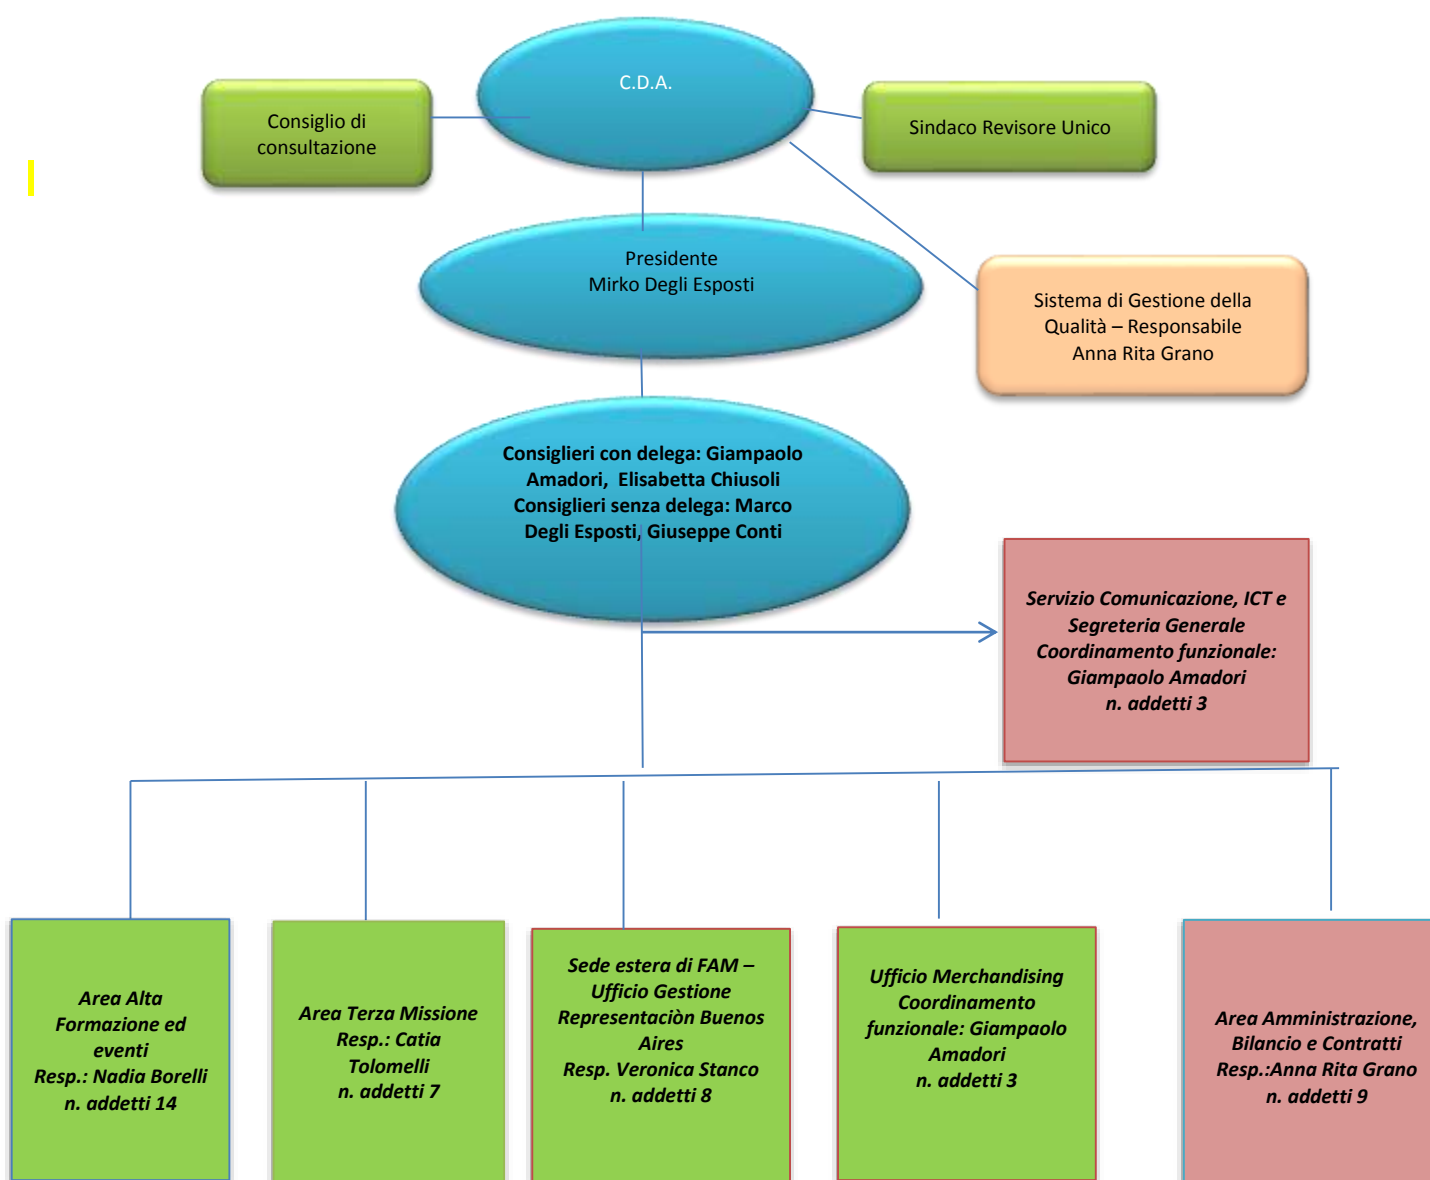 C.D.A.
Consiglio di
consultazione
Sindaco Revisore Unico
Presidente
Mirko Degli Esposti
Sistema di Gestione della
Qualità – Responsabile
Anna Rita Grano
Consiglieri con delega: Giampaolo
Amadori, Elisabetta Chiusoli
Consiglieri senza delega: Marco
Degli Esposti, Giuseppe Conti
Servizio Comunicazione, ICT e
Segreteria Generale
Coordinamento funzionale:
Giampaolo Amadori
n. addetti 3
Area Alta
Formazione ed
eventi
Resp.: Nadia Borelli
n. addetti 14
Area Terza Missione
Resp.: Catia
Tolomelli
n. addetti 7
Sede estera di FAM –
Ufficio Gestione
Representaciòn Buenos
Aires
Resp. Veronica Stanco
n. addetti 8
Ufficio Merchandising
Coordinamento
funzionale: Giampaolo
Amadori
n. addetti 3
Area Amministrazione,
Bilancio e Contratti
Resp.:Anna Rita Grano
n. addetti 9